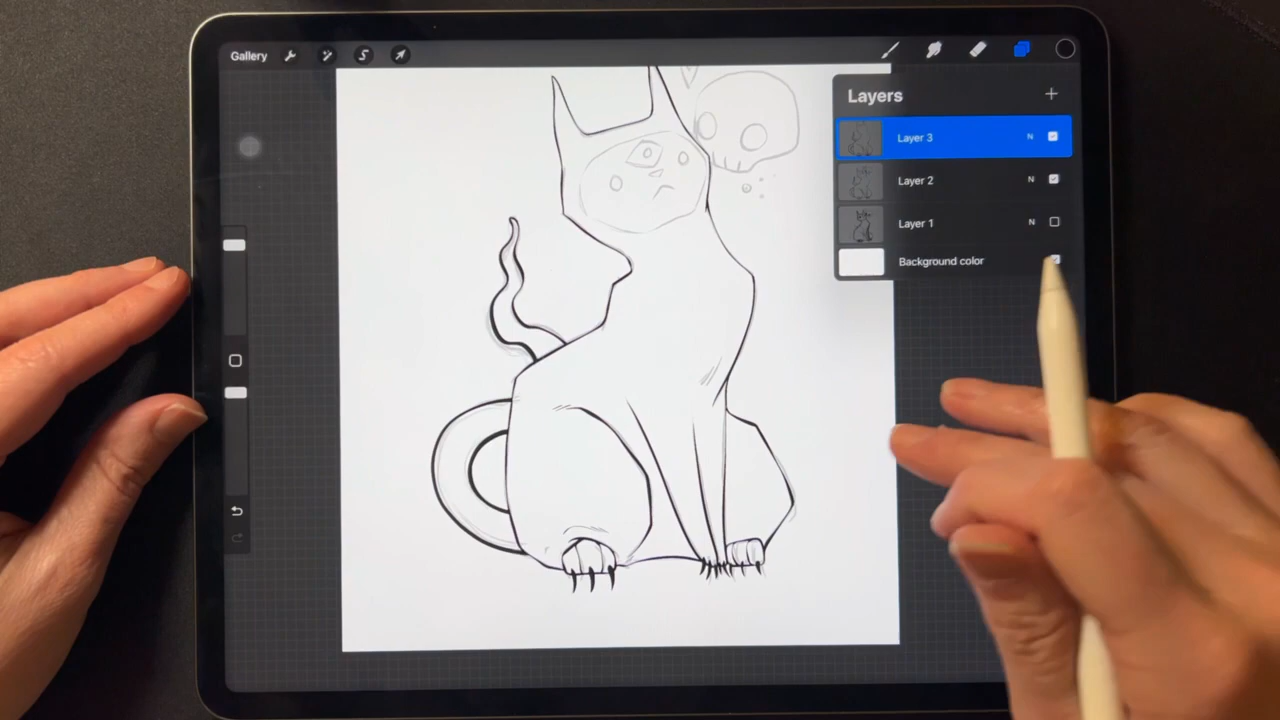 Gallery
Layers
Layer 3 N
Layer 2 N
Layer 1 N
Background color